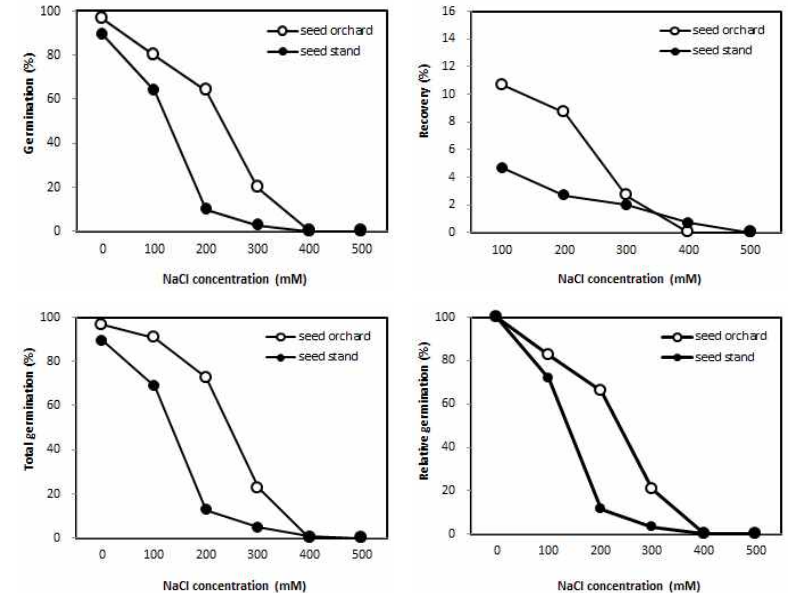 100
80
60
40
20
0
Germination (%)
seed orchard
seed stand
0 100 200 300 400 500
NaCl concentration (mM)
16
14
12
10
8
6
4
2
0
Recovery (%)
seed orchard
seed stand
100 200 300 400 500
NaCl concentration (mM)
100
80
60
40
20
0
Total germination (%)
seed orchard
seed stand
0 100 200 300 400 500
NaCl concentration (mM)
100
80
60
40
20
0
Relative germination (%)
seed orchard
seed stand
0 100 200 300 400 500
NaCl concentration (mM)